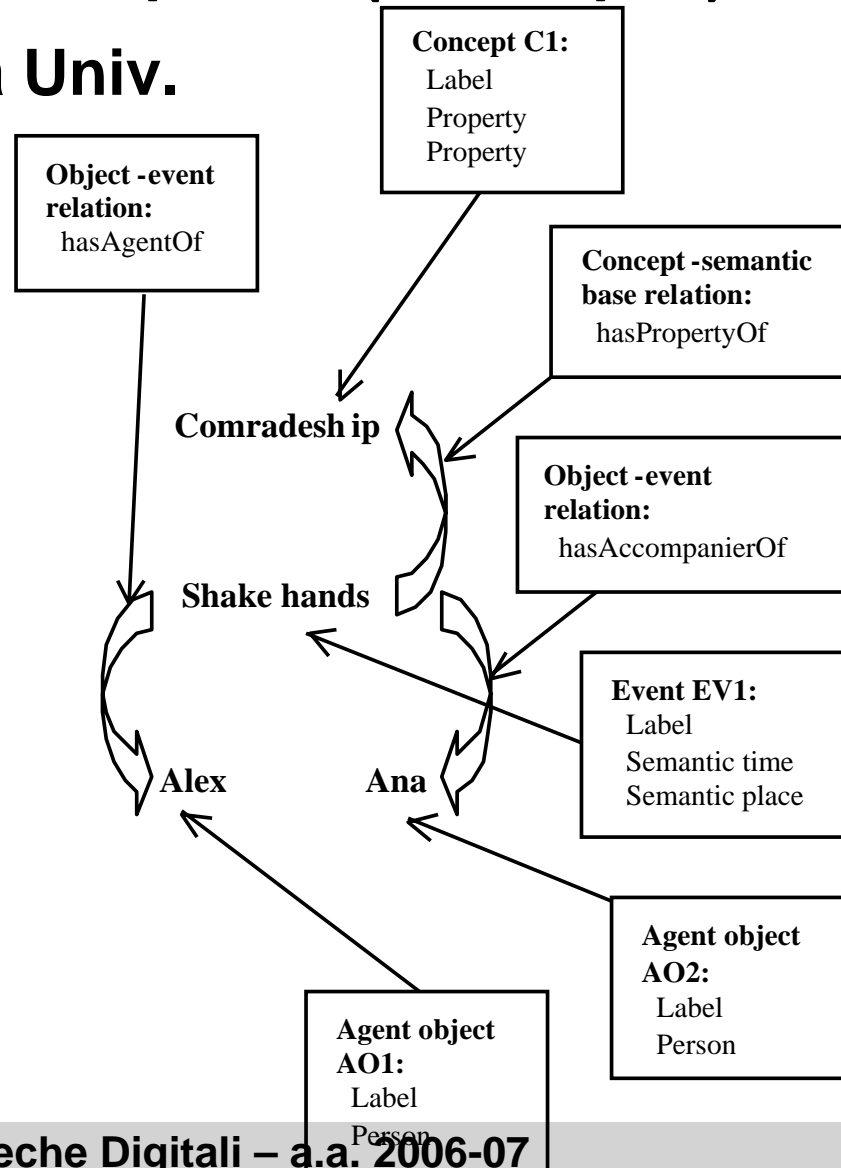 Concept C1:
Label
Property
Property
Univ.
Object -event
relation:
hasAgentOf
Concept -semantic
base relation:
hasPropertyOf
Comradesh ip
Object -event
relation:
hasAccompanierOf
Shake hands
Event EV1:
Label
Semantic time
Semantic place
Alex
Ana
Agent object
AO2:
Label
Person
Agent object
AO1:
Label
Person
eche Digitali – a.a. 2006-07